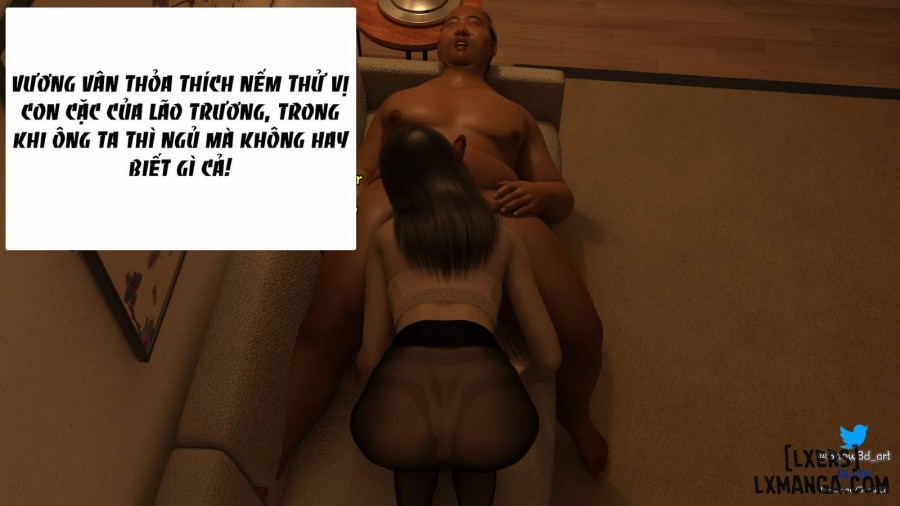 VƯƠNG VÂN THỎA THÍCH NẾM THỬ VỊ
CON CẶC CỦA LÃO TRƯƠNG, TRONG
KHI ÔNG TA THÌ NGỦ MÀ KHÔNG HAY
BIẾT GÌ CẢ!
[LXERS]
LXMANGA.COM